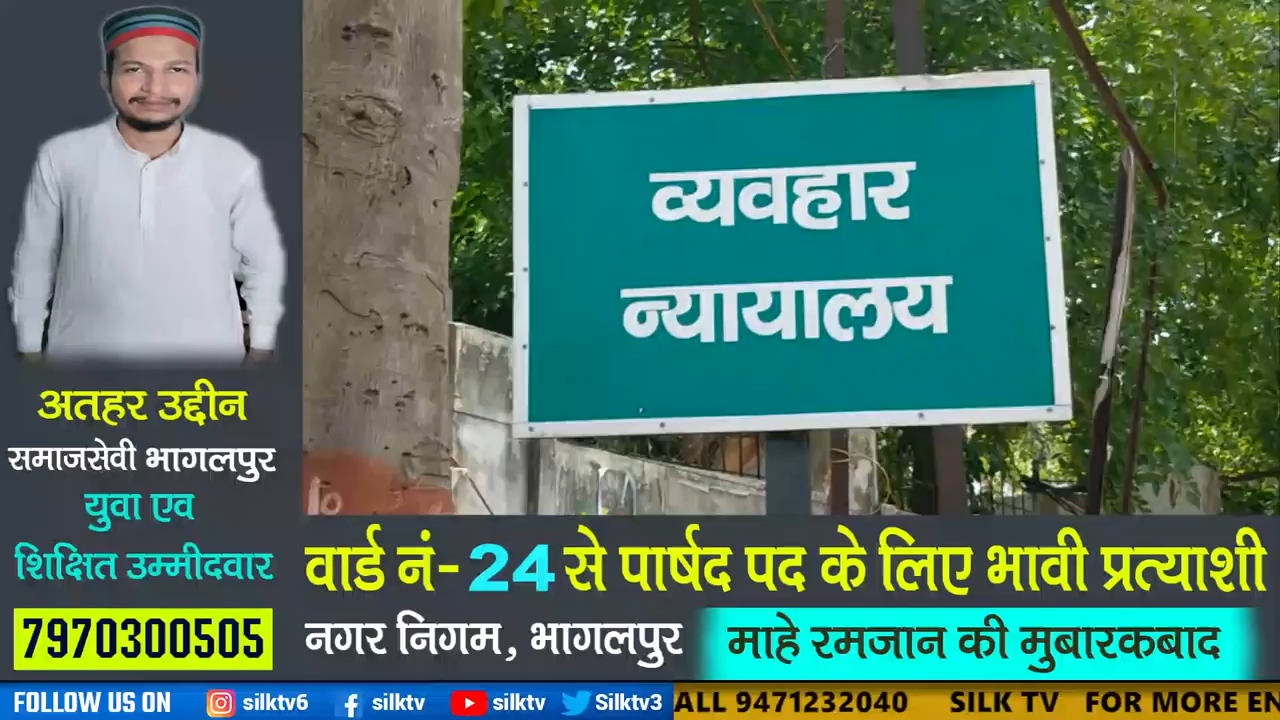 व्यवहार
न्यायालय
अतहर उद्दीन
समाजसेवी भागलपुर
युवा एव
शिक्षित उम्मीदवार
7970300505
वार्ड नं- 24 से पार्षद पद के लिए भावी प्रत्याशी
नगर निगम, भागलपुर
माहे रमजान की मुबारकबाद
FOLLOW US ON silktv6 silktv silktv Silktv3 ALL 9471232040 SILK TV FOR MORE EN